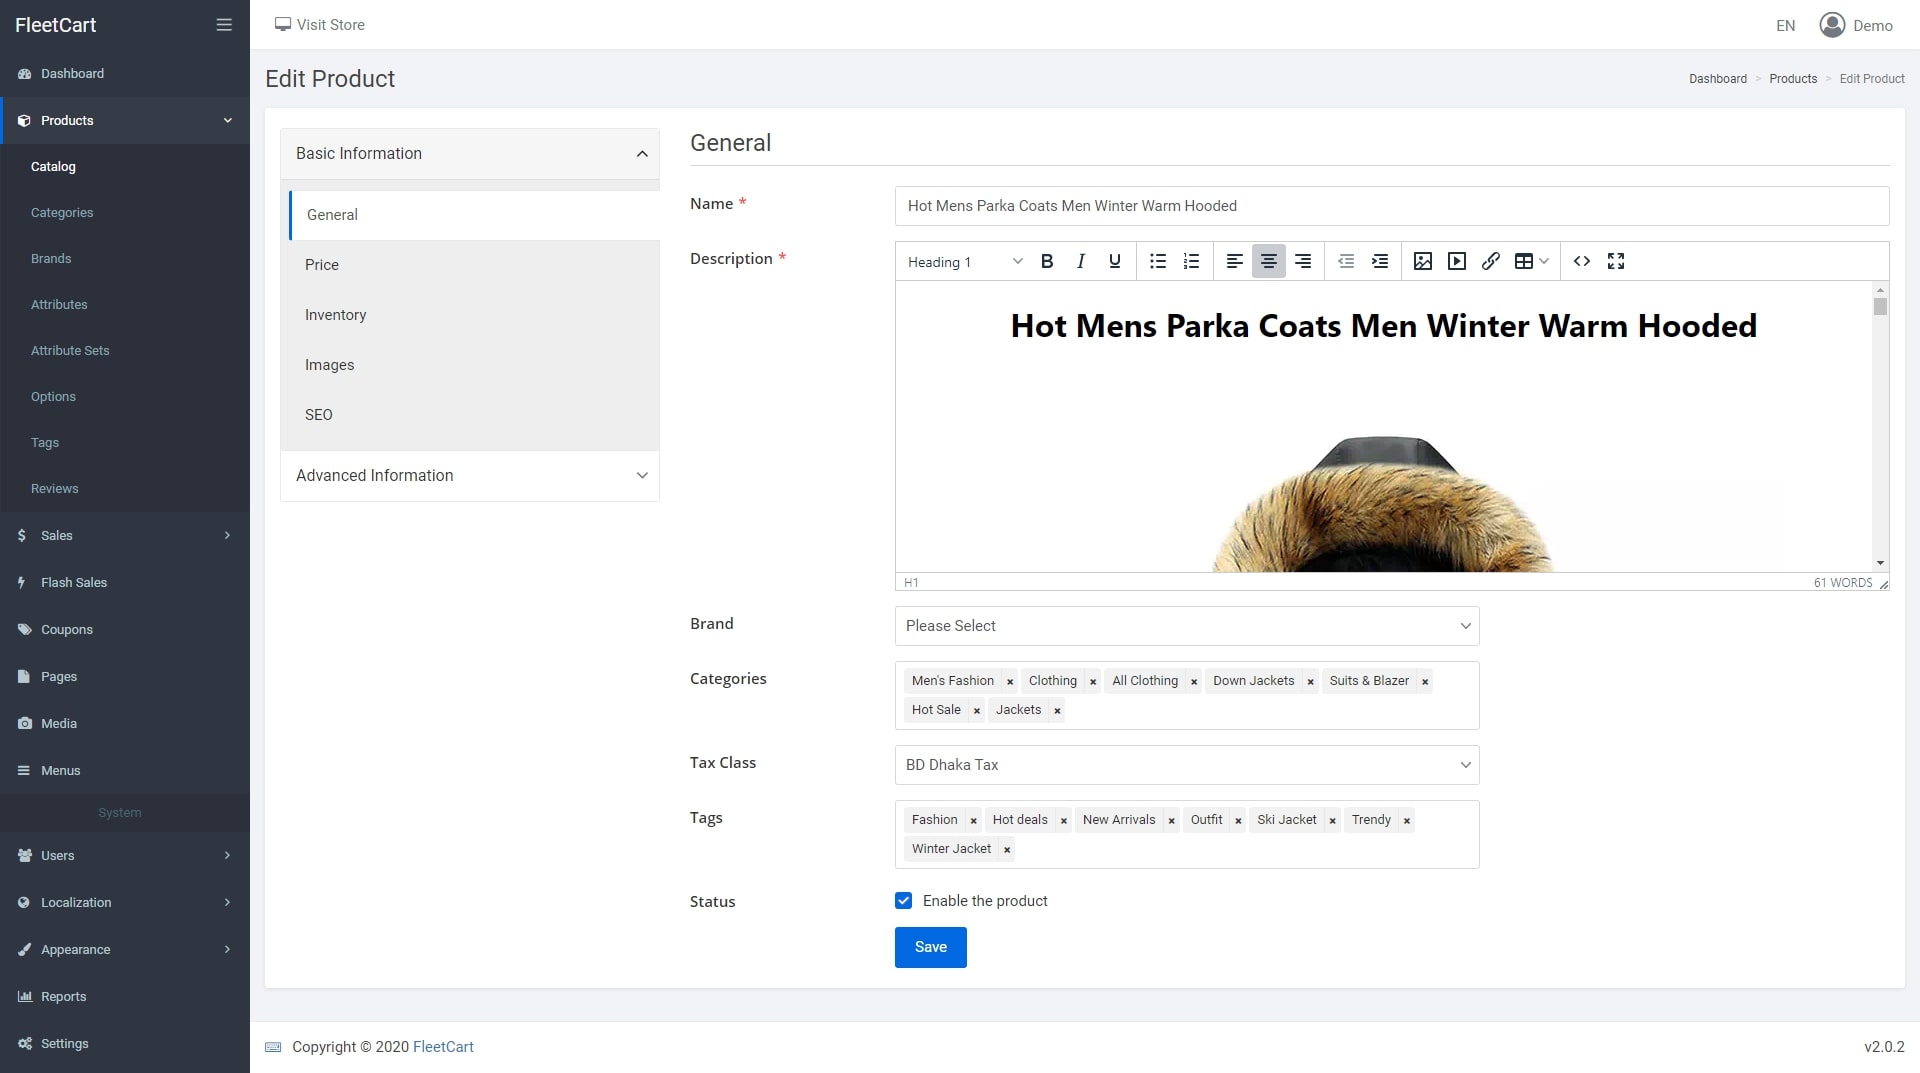 FleetCart
Visit Store
EN
Demo
Dashboard
Products
Catalog
Categories
Brands
Attributes
Attribute Sets
Options
Tags
Reviews
Sales
Flash Sales
Coupons
Pages
Media
Menus
System
Users
Localization
Appearance
Reports
Settings
Edit Product
Dashboard > Products > Edit Product
Basic Information
General
Price
Inventory
Images
SEO
Advanced Information
General
Name *
Hot Mens Parka Coats Men Winter Warm Hooded
Description *
Heading 1 B I U
Hot Mens Parka Coats Men Winter Warm Hooded
H1
61 WORDS
Brand
Please Select
Categories
Men's Fashion × Clothing × All Clothing × Down Jackets × Suits & Blazer ×
Hot Sale × Jackets ×
Tax Class
BD Dhaka Tax
Tags
Fashion × Hot deals × New Arrivals × Outfit × Ski Jacket × Trendy ×
Winter Jacket ×
Status
Enable the product
Save
Copyright © 2020 FleetCart
v2.0.2